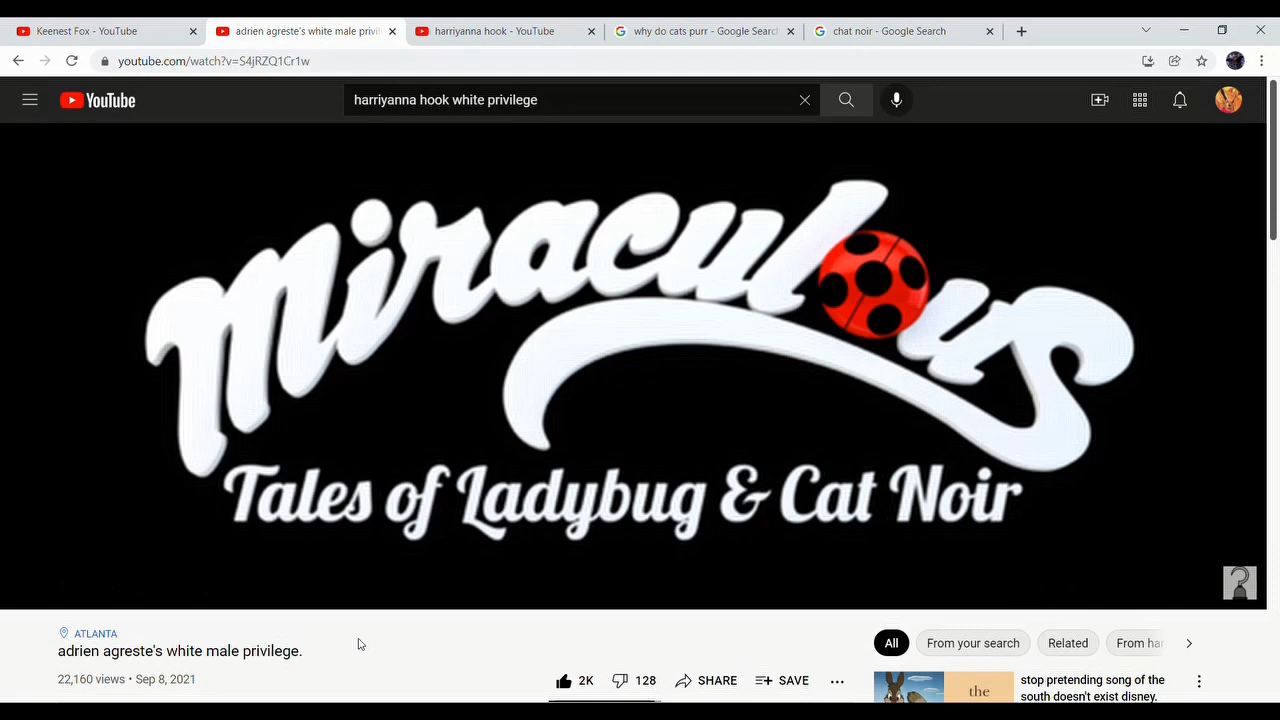 Keenest Fox - YouTube
adrien agreste's white male privil
harriyanna hook - YouTube
why do cats purr - Google Searc
chat noir - Google Search
youtube.com/watch?v=S4jRZQ1Cr1w
YouTube
harriyanna hook white privilege
Miraculous
Tales of Ladybug & Cat Noir
ATLANTA
adrien agreste's white male privilege.
22,160 views • Sep 8, 2021
2K
128
SHARE
SAVE
All
From your search
Related
From har
the
stop pretending song of the
south doesn't exist disney.